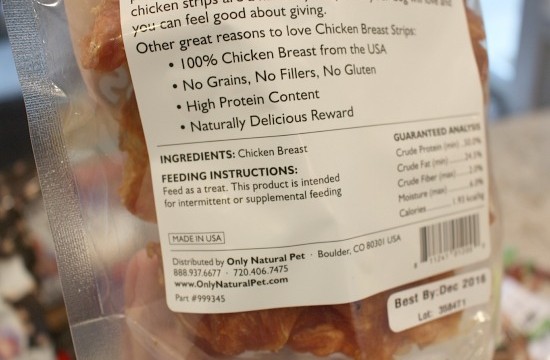 chicken strips are
you can feel good about giving.
Other great reasons to love Chicken Breast Strips:
• 100% Chicken Breast from the USA
• No Grains, No Fillers, No Gluten
• High Protein Content
• Naturally Delicious Reward
INGREDIENTS: Chicken Breast
FEEDING INSTRUCTIONS:
Feed as a treat. This product is intended
for intermittent or supplemental feeding
GUARANTEED ANALYSIS
Crude Protein (min)
Crude Fat (min)
Crude Fiber (max)
Moisture (max)
Calories
MADE IN USA
Distributed by Only Natural Pet · Boulder, CO 80301 USA
888.937.6677 · 720.406.7475
www.OnlyNaturalPet.com
Part #999345
Best By: Dec 2016
Lot: 358471